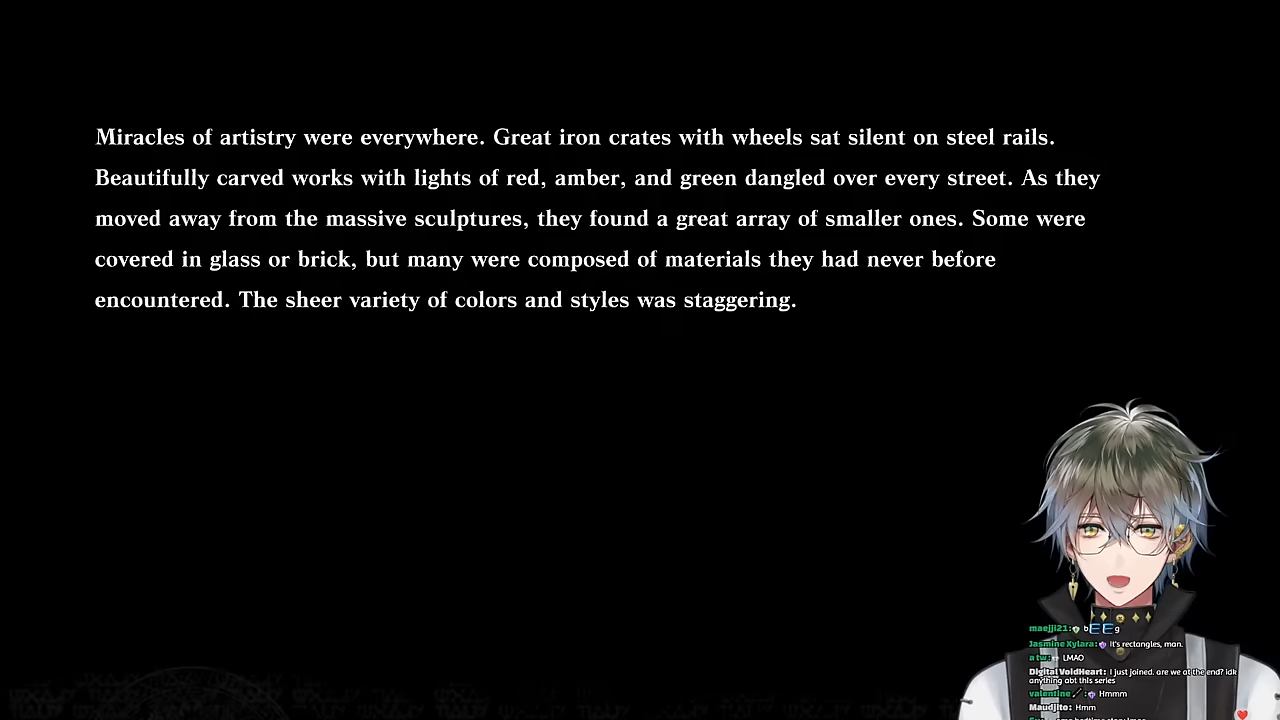 Miracles of artistry were everywhere. Great iron crates with wheels sat silent on steel rails.
Beautifully carved works with lights of red, amber, and green dangled over every street. As they
moved away from the massive sculptures, they found a great array of smaller ones. Some were
covered in glass or brick, but many were composed of materials they had never before
encountered. The sheer variety of colors and styles was staggering.
maejji21: bEEg
Jasmine Xylara: It's rectangles, man.
a tw: LMAO
Digital VoidHeart: I just joined. are we at the end? idk
anything abt this series
valentine: Hmmm
Maudjito: Hmm